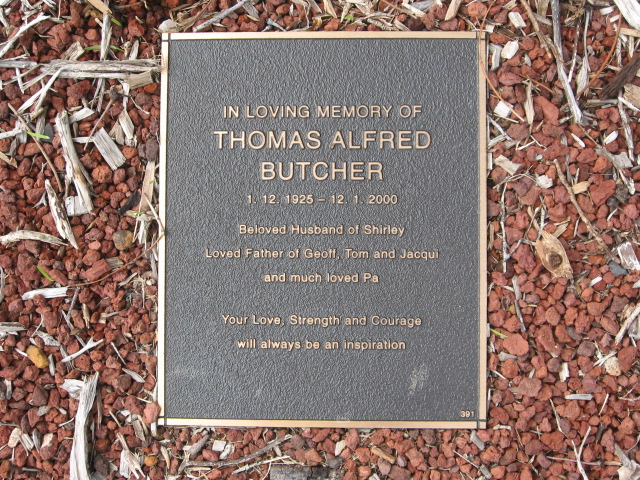 IN LOVING MEMORY OF
THOMAS ALFRED
BUTCHER
1. 12. 1925 – 12. 1. 2000
Beloved Husband of Shirley
Loved Father of Geoff, Tom and Jacqui
and much loved Pa
Your Love, Strength and Courage
will always be an inspiration
391